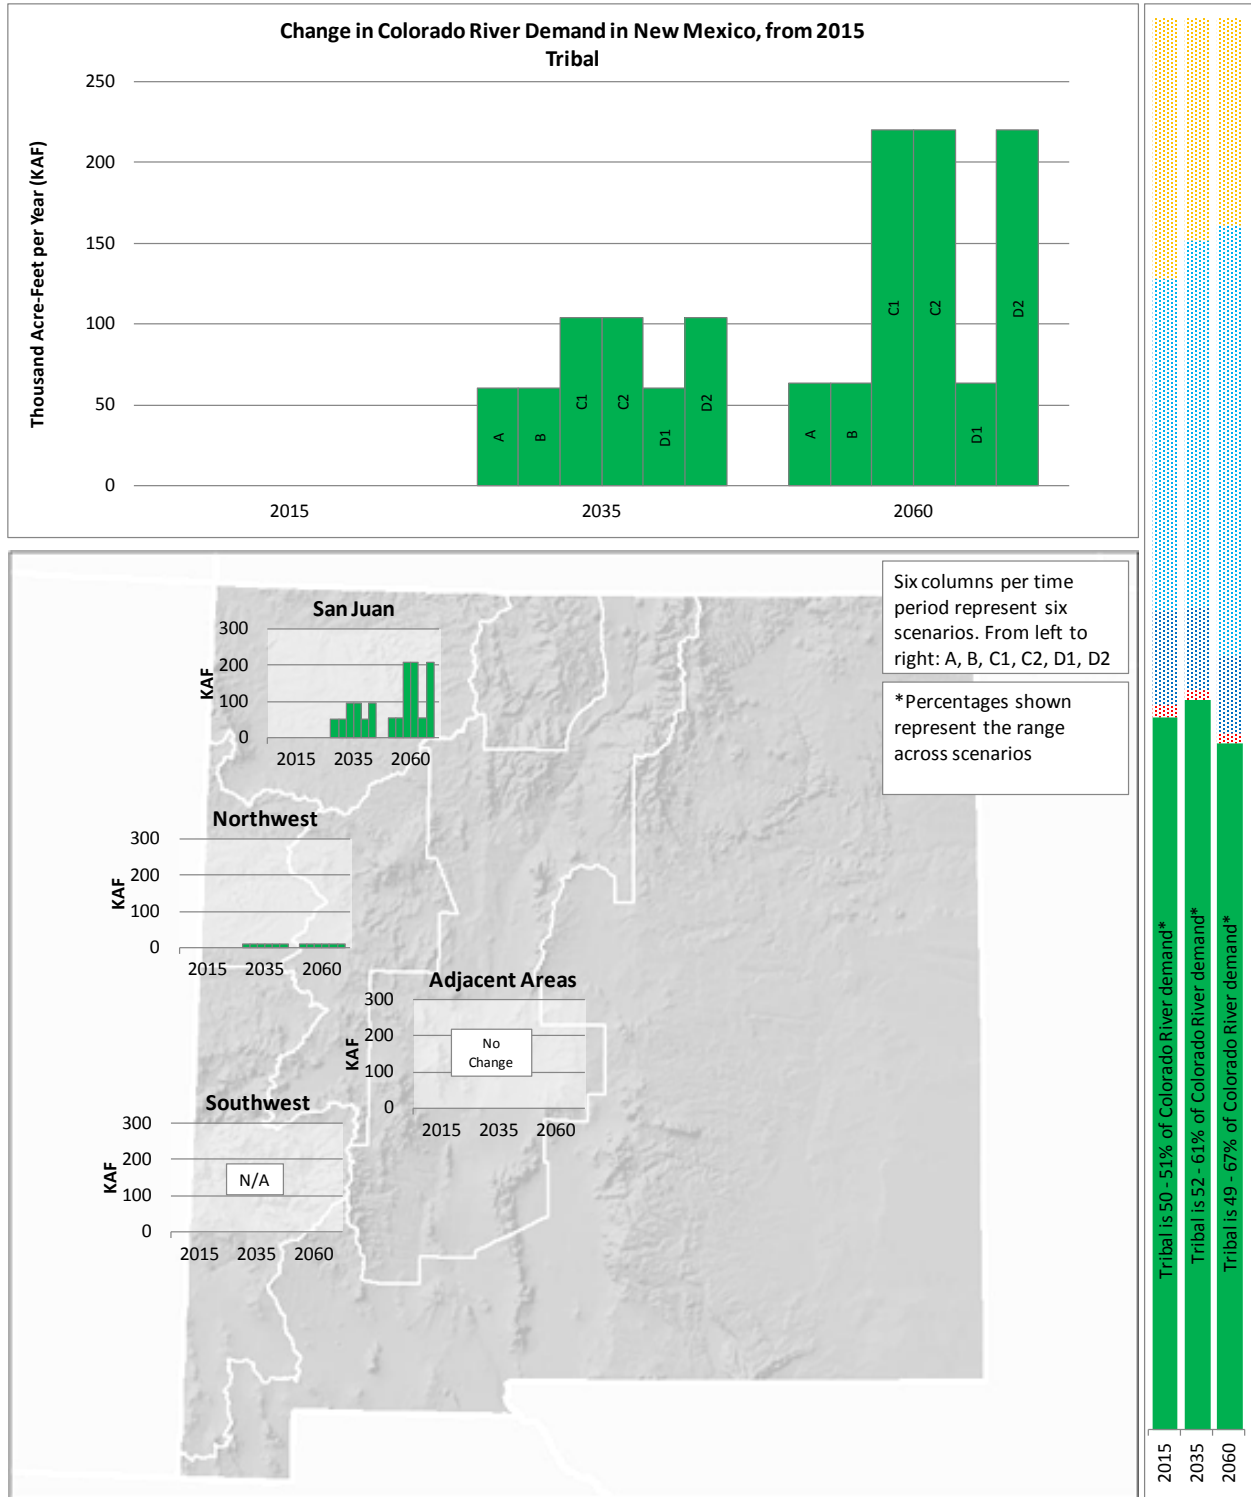 Change in Colorado River Demand in New Mexico, from 2015
Tribal
Thousand Acre-Feet per Year (KAF)
250
200
150
100
50
0
A
B
C1
C2
D1
D2
A
B
C1
C2
D1
D2
2015
2035
2060
Six columns per time
period represent six
scenarios. From left to
right: A, B, C1, C2, D1, D2
*Percentages shown
represent the range
across scenarios
San Juan
KAF
300
200
100
0
2015
2035
2060
Northwest
KAF
300
200
100
0
2015
2035
2060
Adjacent Areas
KAF
300
200
100
0
No
Change
2015
2035
2060
Southwest
KAF
300
200
100
0
N/A
2015
2035
2060
Tribal is 50 - 51% of Colorado River demand*
Tribal is 52 - 61% of Colorado River demand*
Tribal is 49 - 67% of Colorado River demand*
2015
2035
2060